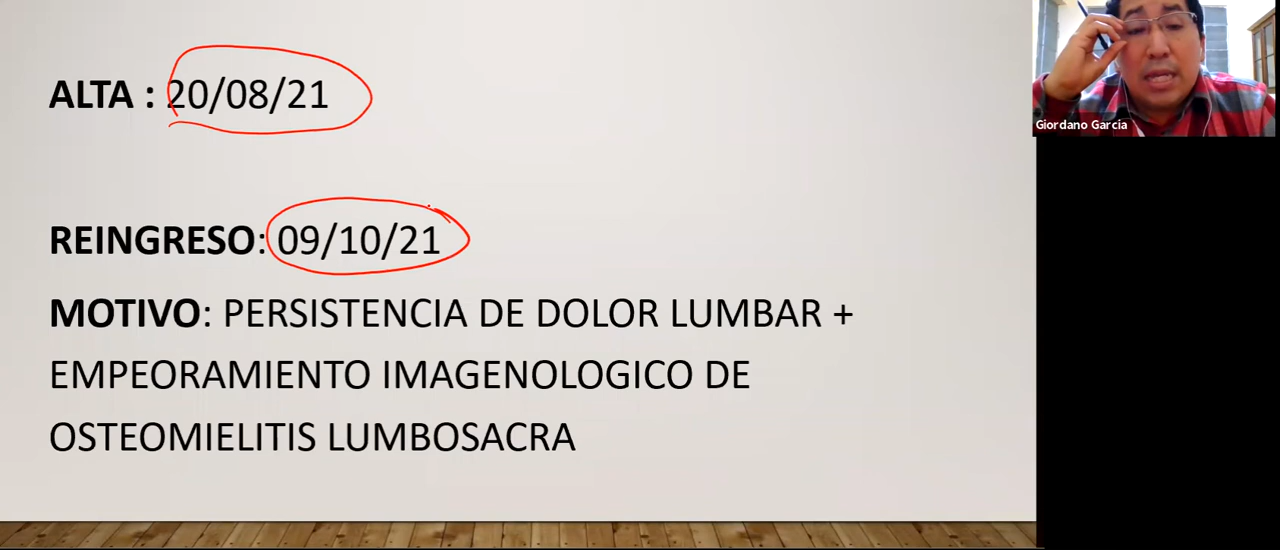 ALTA : 20/08/21
Giordano García
REINGRESO: 09/10/21
MOTIVO: PERSISTENCIA DE DOLOR LUMBAR +
EMPEORAMIENTO IMAGENOLOGICO DE
OSTEOMIELITIS LUMBOSACRA